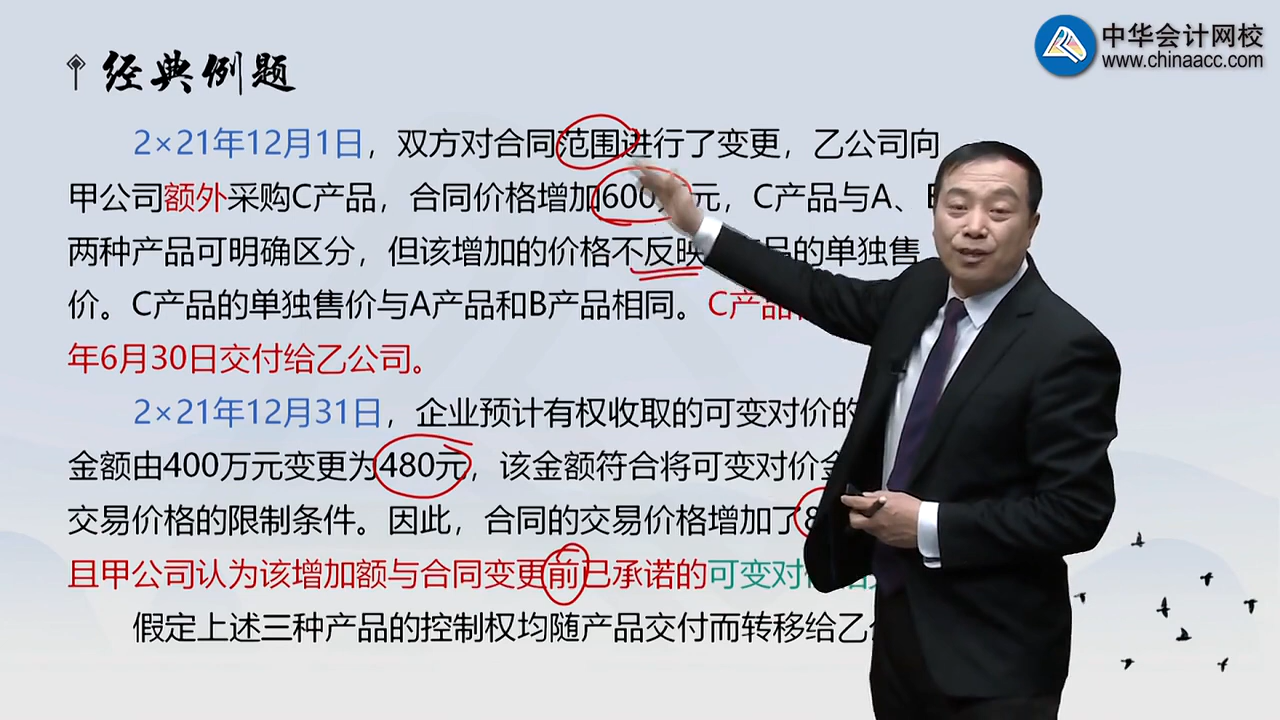 经典例题
中华会计网校
www.chinaacc.com
2×21年12月1日，双方对合同范围进行了变更，乙公司向
甲公司额外采购C产品，合同价格增加600万元，C产品与A、B
两种产品可明确区分，但该增加的价格不反映 产品的单独售
价。C产品的单独售价与A产品和B产品相同。C产品
年6月30日交付给乙公司。
2×21年12月31日，企业预计有权收取的可变对价的
金额由400万元变更为480元，该金额符合将可变对价金
交易价格的限制条件。因此，合同的交易价格增加了8
且甲公司认为该增加额与合同变更前已承诺的可变对价
假定上述三种产品的控制权均随产品交付而转移给乙公